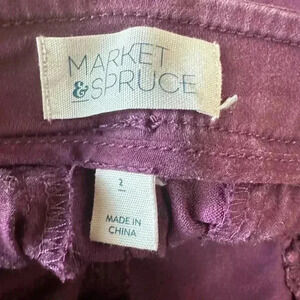 MARKET
& SPRUCE
2
MADE IN
CHINA